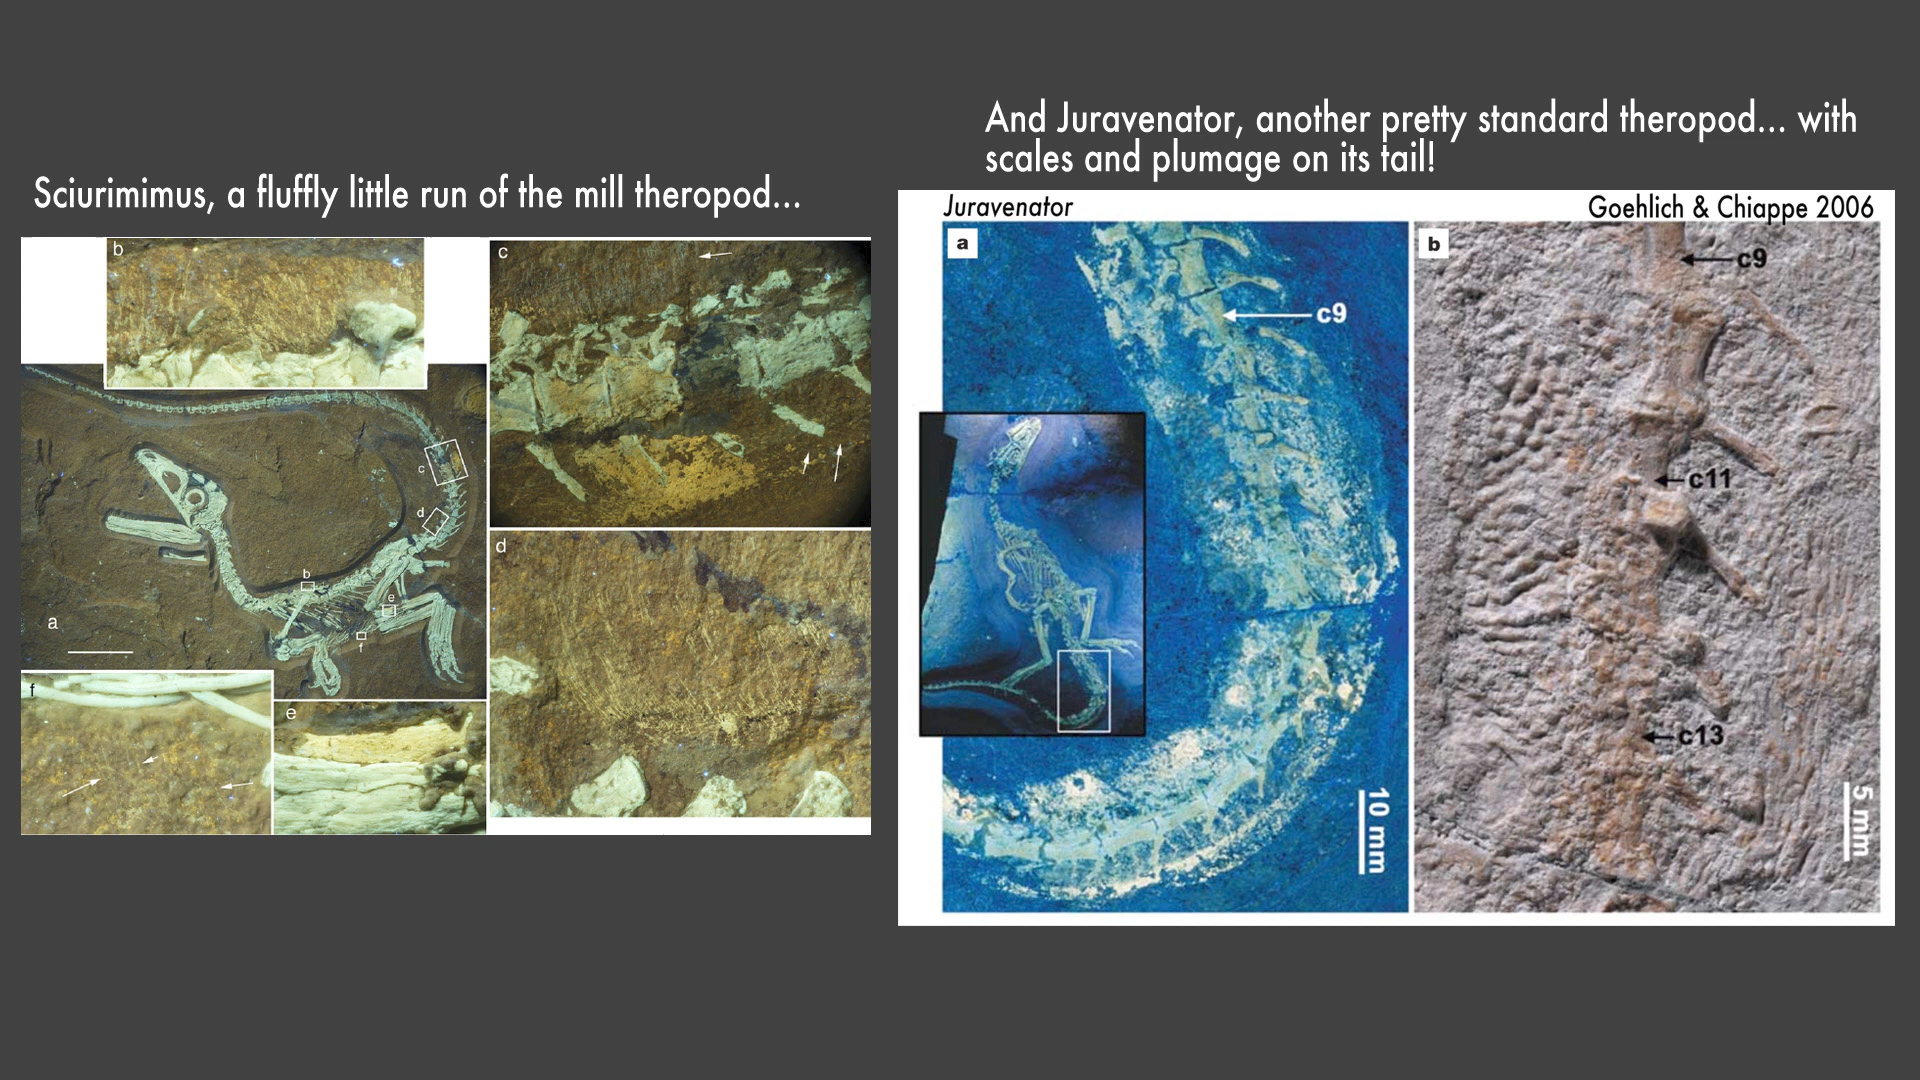 Sciurimimus, a fluffly little run of the mill theropod...
b
c
a
c
d
b
e
f
d
f
e
And Juravenator, another pretty standard theropod... with
scales and plumage on its tail!
Juravenator
Goehlich & Chiappe 2006
a
c9
10 mm
b
c9
c11
c13
5 mm